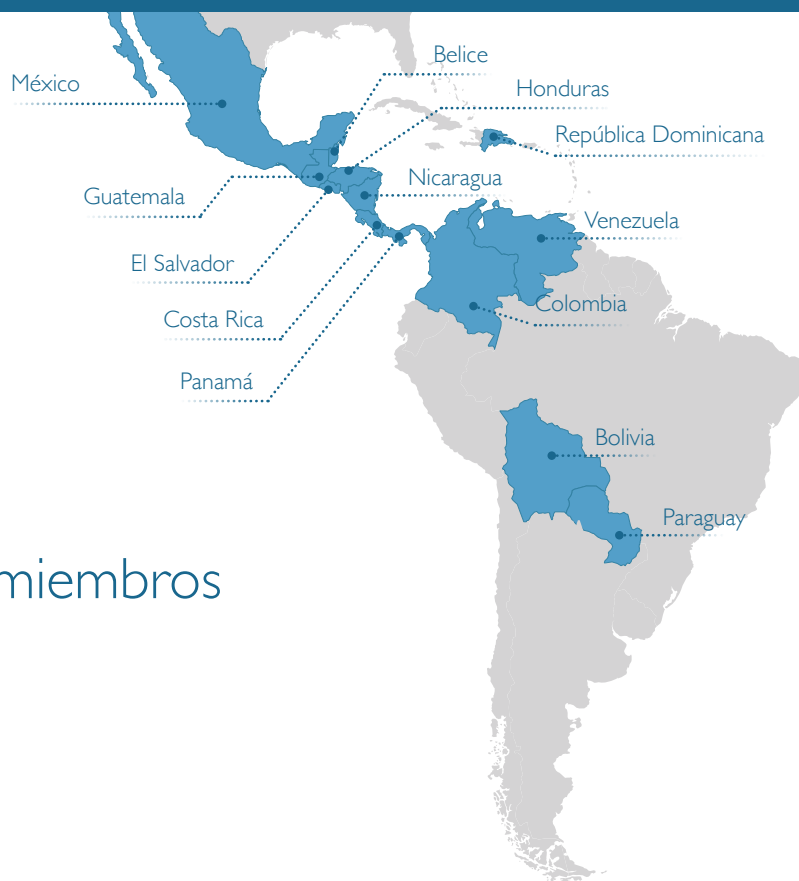 Belice
México
Honduras
República Dominicana
Nicaragua
Guatemala
Venezuela
El Salvador
Colombia
Costa Rica
Panamá
Bolivia
Paraguay
miembros